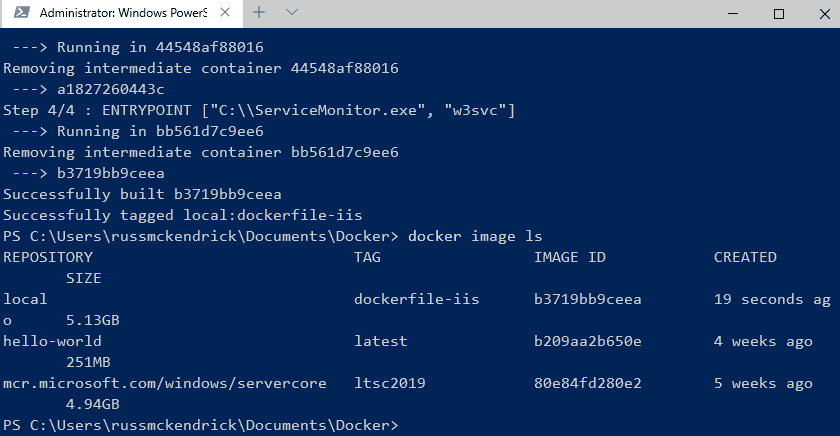 Administrator: Windows PowerS
 ---> Running in 44548af88016
Removing intermediate container 44548af88016
 ---> a1827260443c
Step 4/4 : ENTRYPOINT ["C:\\ServiceMonitor.exe", "w3svc"]
 ---> Running in bb561d7c9ee6
Removing intermediate container bb561d7c9ee6
 ---> b3719bb9ceea
Successfully built b3719bb9ceea
Successfully tagged local:dockerfile-iis
PS C:\Users\russmckendrick\Documents\Docker> docker image ls
REPOSITORY                             TAG                 IMAGE ID            CREATED
       SIZE
local                                  dockerfile-iis      b3719bb9ceea        19 seconds ag
o      5.13GB
hello-world                            latest              b209aa2b650e        4 weeks ago
       251MB
mcr.microsoft.com/windows/servercore   ltsc2019            80e84fd280e2        5 weeks ago
       4.94GB
PS C:\Users\russmckendrick\Documents\Docker>